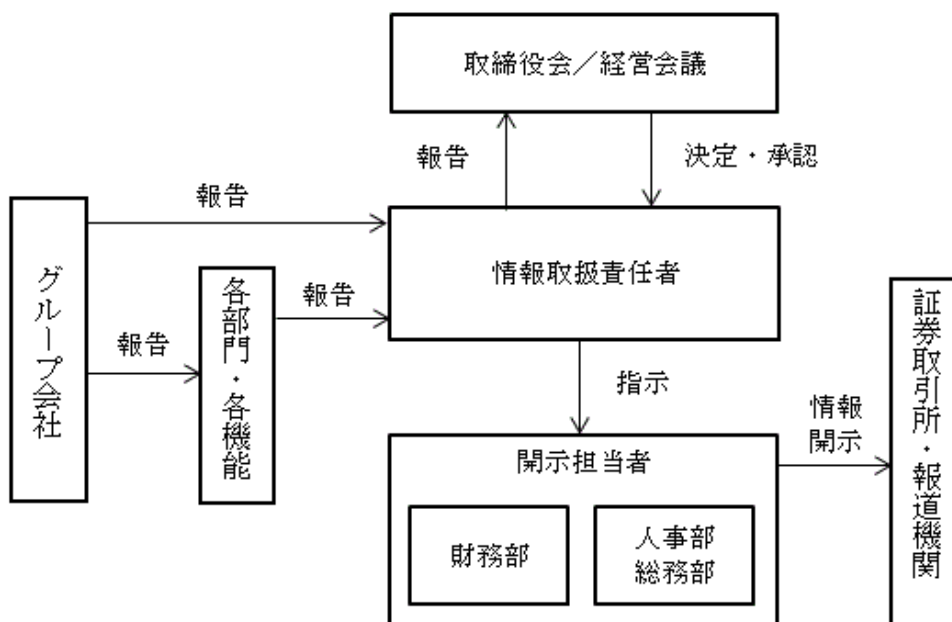 取締役会／経営会議
報告
決定・承認
報告
グループ会社
各部門・各機能
報告
情報取扱責任者
報告
指示
証券取引所・報道機関
情報
開示
開示担当者
財務部
人事部
総務部